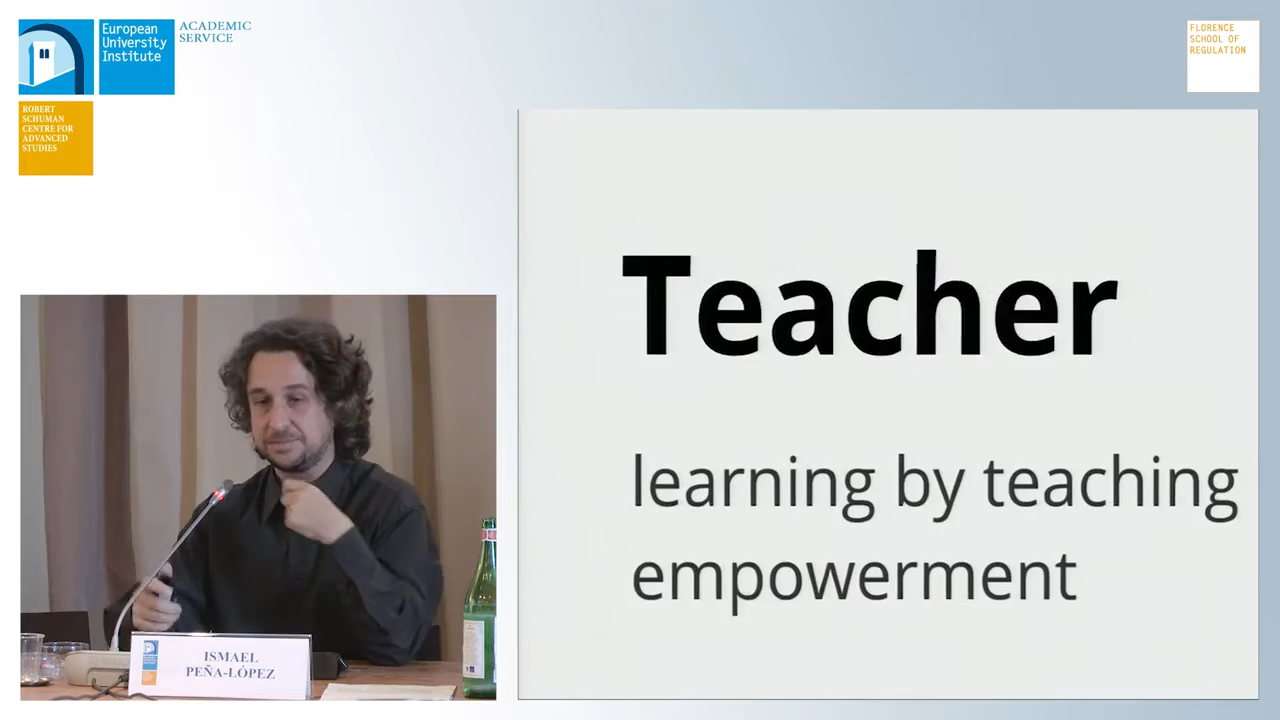 European
University
Institute
ACADEMIC
SERVICE
ROBERT
SCHUMAN
CENTRE FOR
ADVANCED
STUDIES
FLORENCE
SCHOOL OF
REGULATION
Teacher
learning by teaching
empowerment
ISMAEL
PEÑA-LÓPEZ